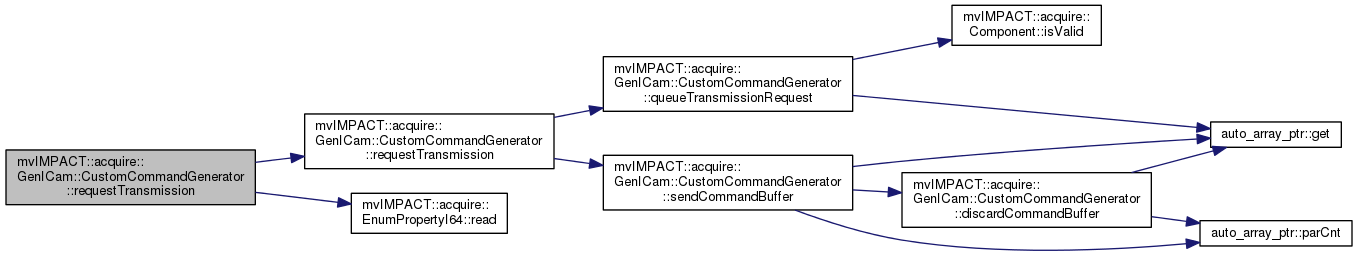 mvIMPACT::acquire::
GenICam::CustomCommandGenerator
::requestTransmission
mvIMPACT::acquire::
GenICam::CustomCommandGenerator
::requestTransmission
mvIMPACT::acquire::
EnumPropertyI64::read
mvIMPACT::acquire::
GenICam::CustomCommandGenerator
::queueTransmissionRequest
mvIMPACT::acquire::
GenICam::CustomCommandGenerator
::sendCommandBuffer
mvIMPACT::acquire::
Component::isValid
mvIMPACT::acquire::
GenICam::CustomCommandGenerator
::discardCommandBuffer
auto_array_ptr::get
auto_array_ptr::parCnt